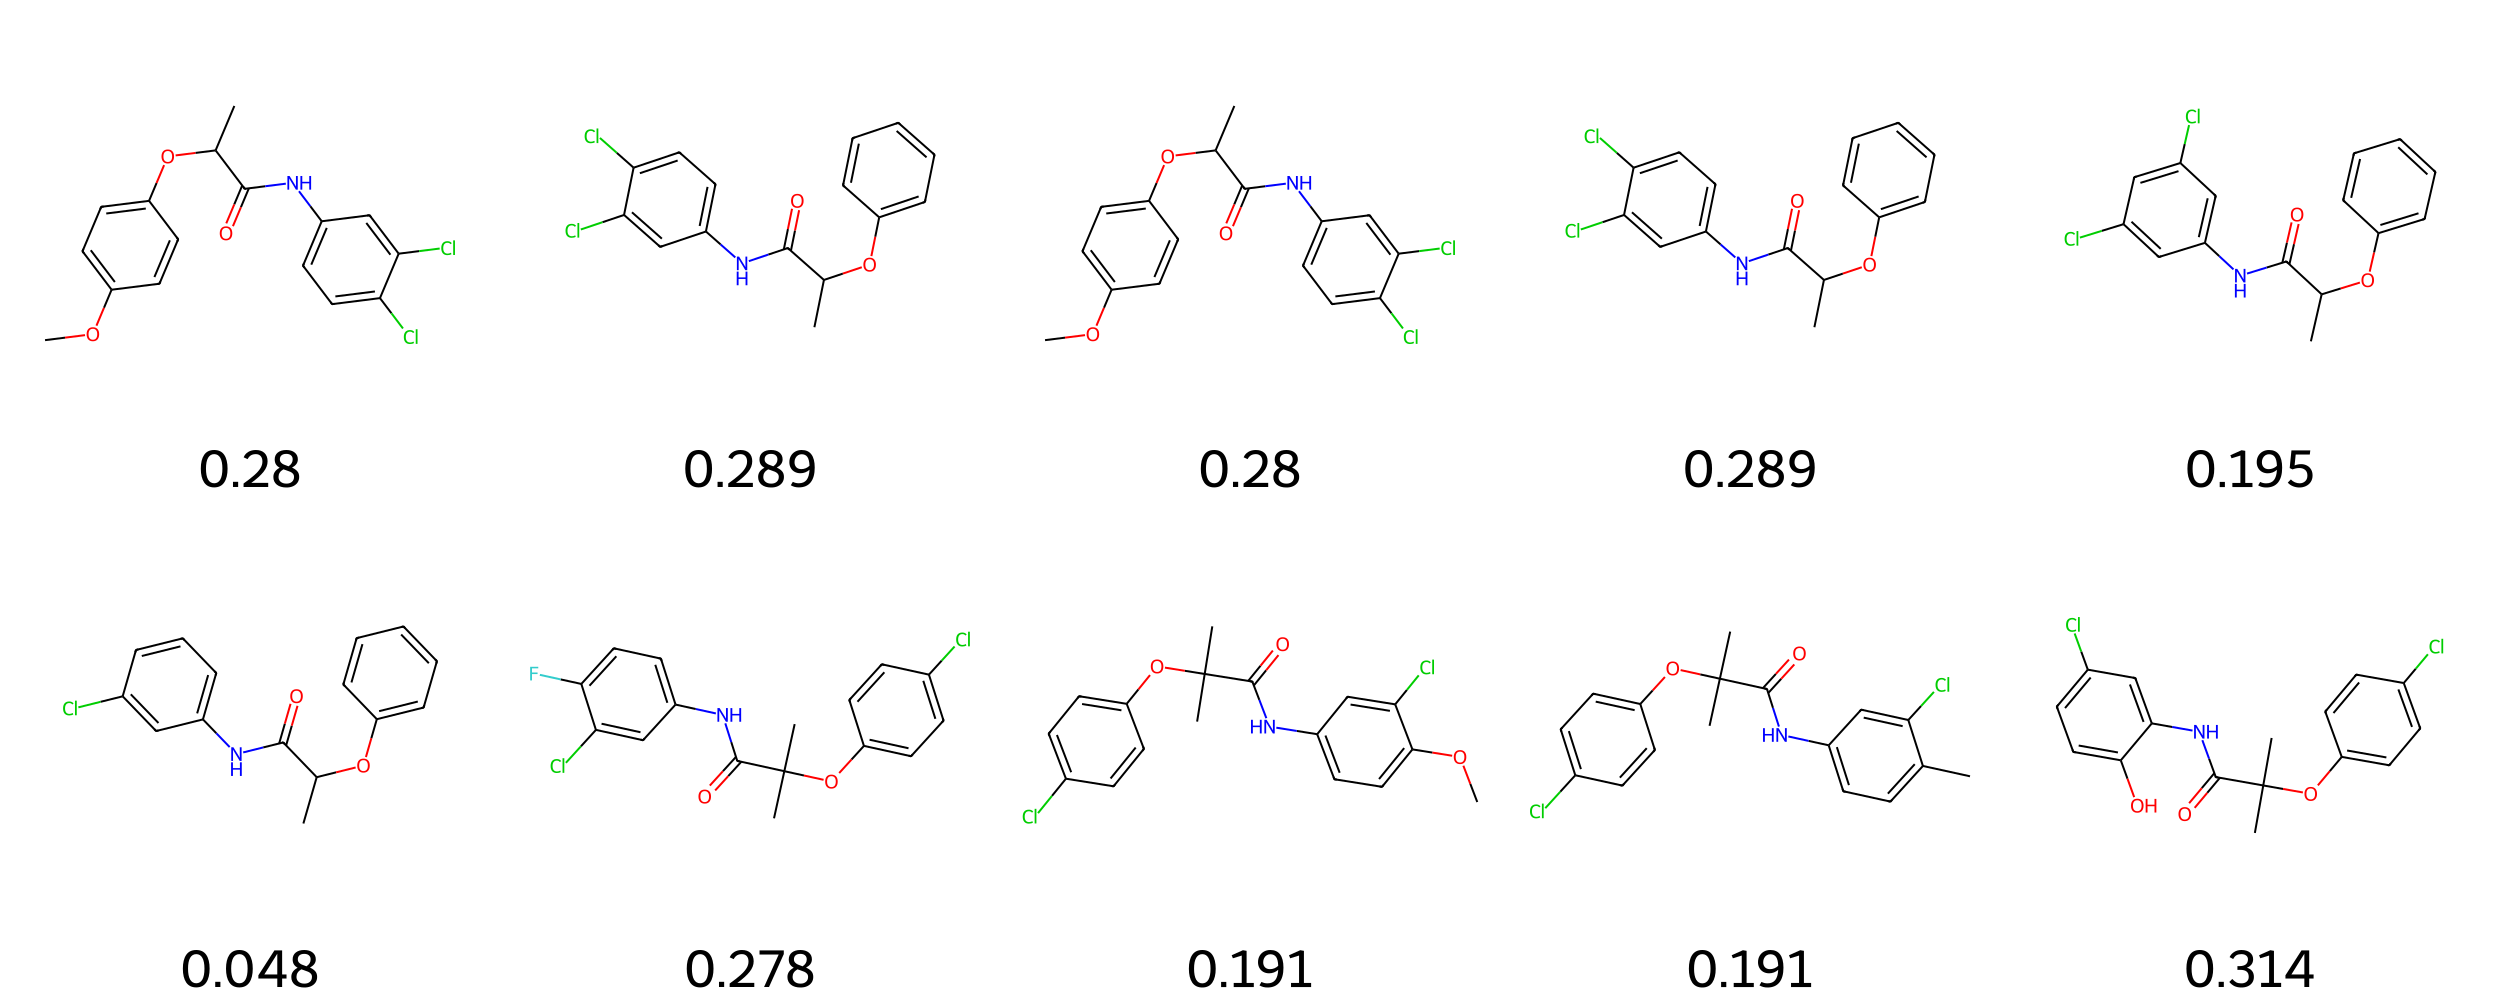 O NH O O Cl Cl
Cl Cl N H O O
O NH O O Cl Cl
Cl Cl N H O O
Cl Cl N H O O
0.28 0.289 0.28 0.289 0.195
Cl N H O O
F Cl NH O O Cl
O O NH Cl Cl O
O O NH Cl Cl
Cl NH OH O O Cl
0.048 0.278 0.191 0.191 0.314